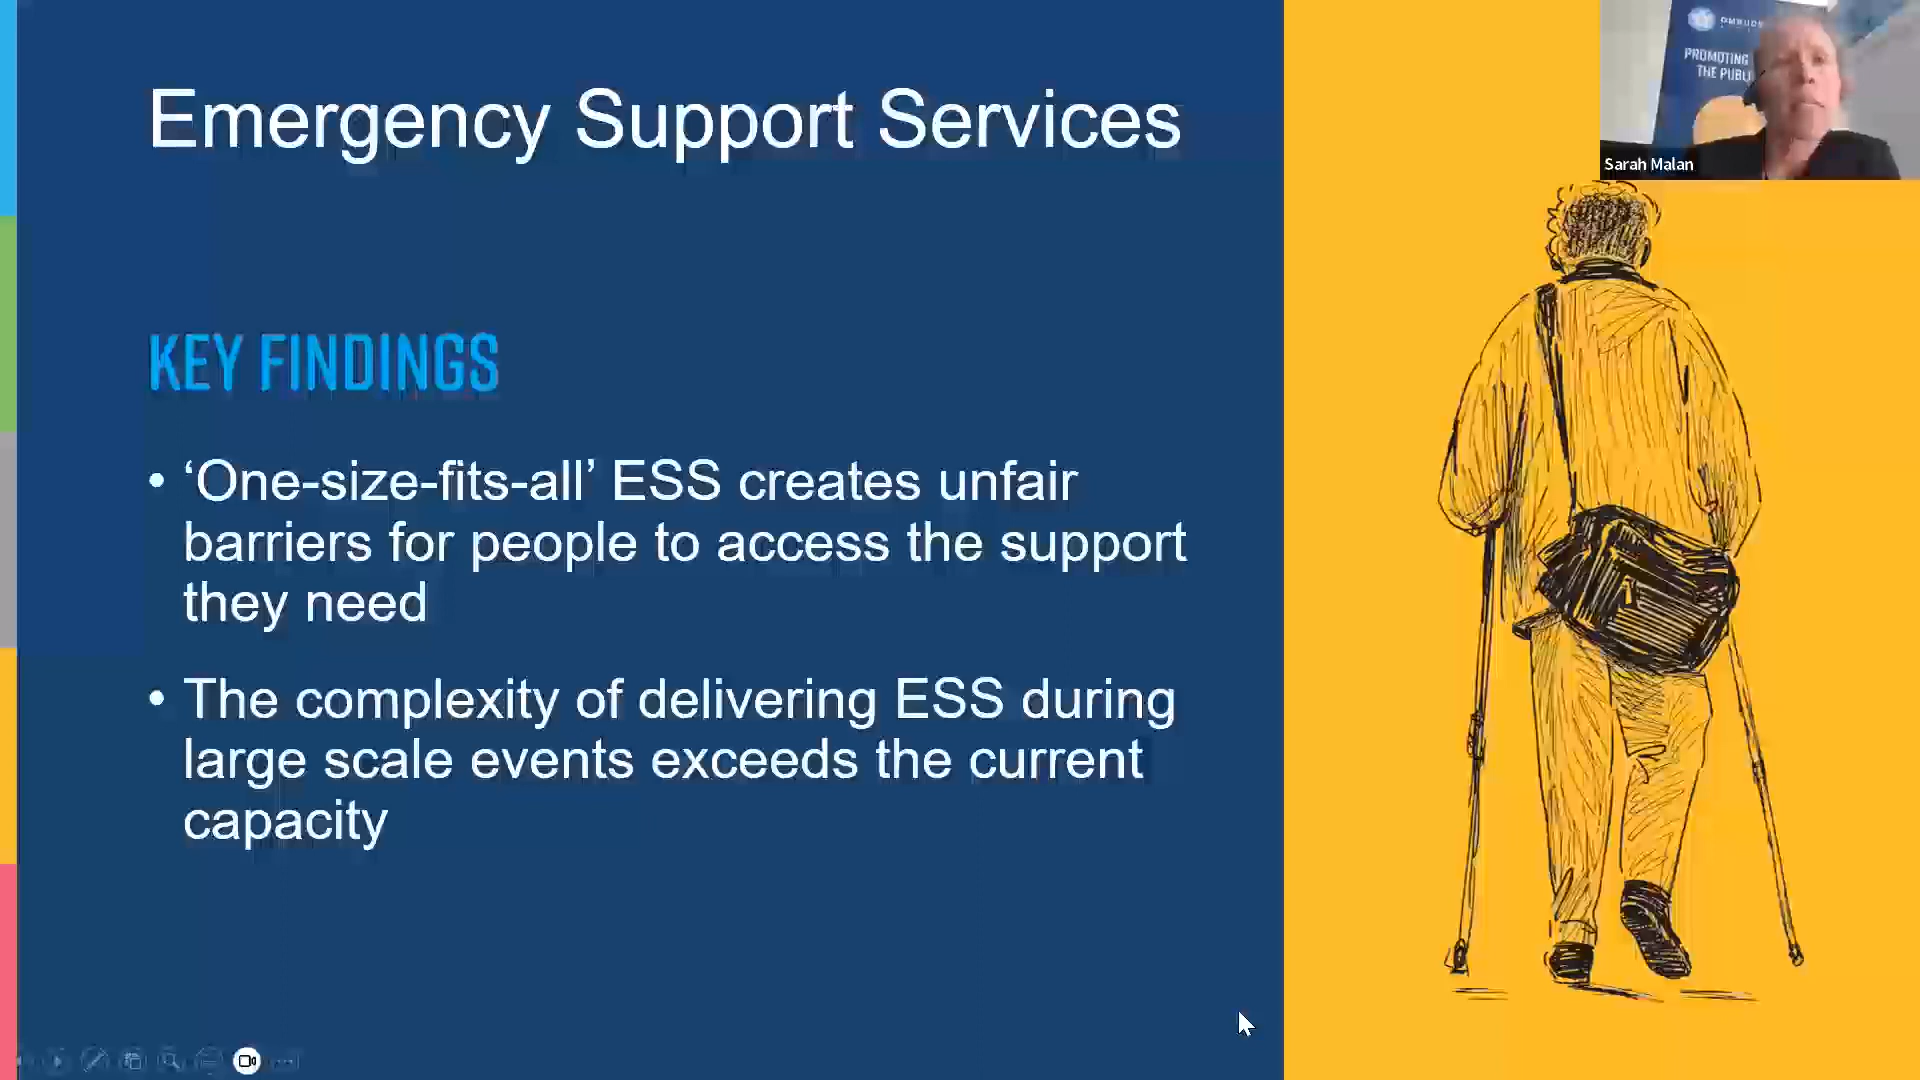 Emergency Support Services
KEY FINDINGS
• ‘One-size-fits-all’ ESS creates unfair
barriers for people to access the support
they need
• The complexity of delivering ESS during
large scale events exceeds the current
capacity
PROMOTING
THE
Sarah Malan